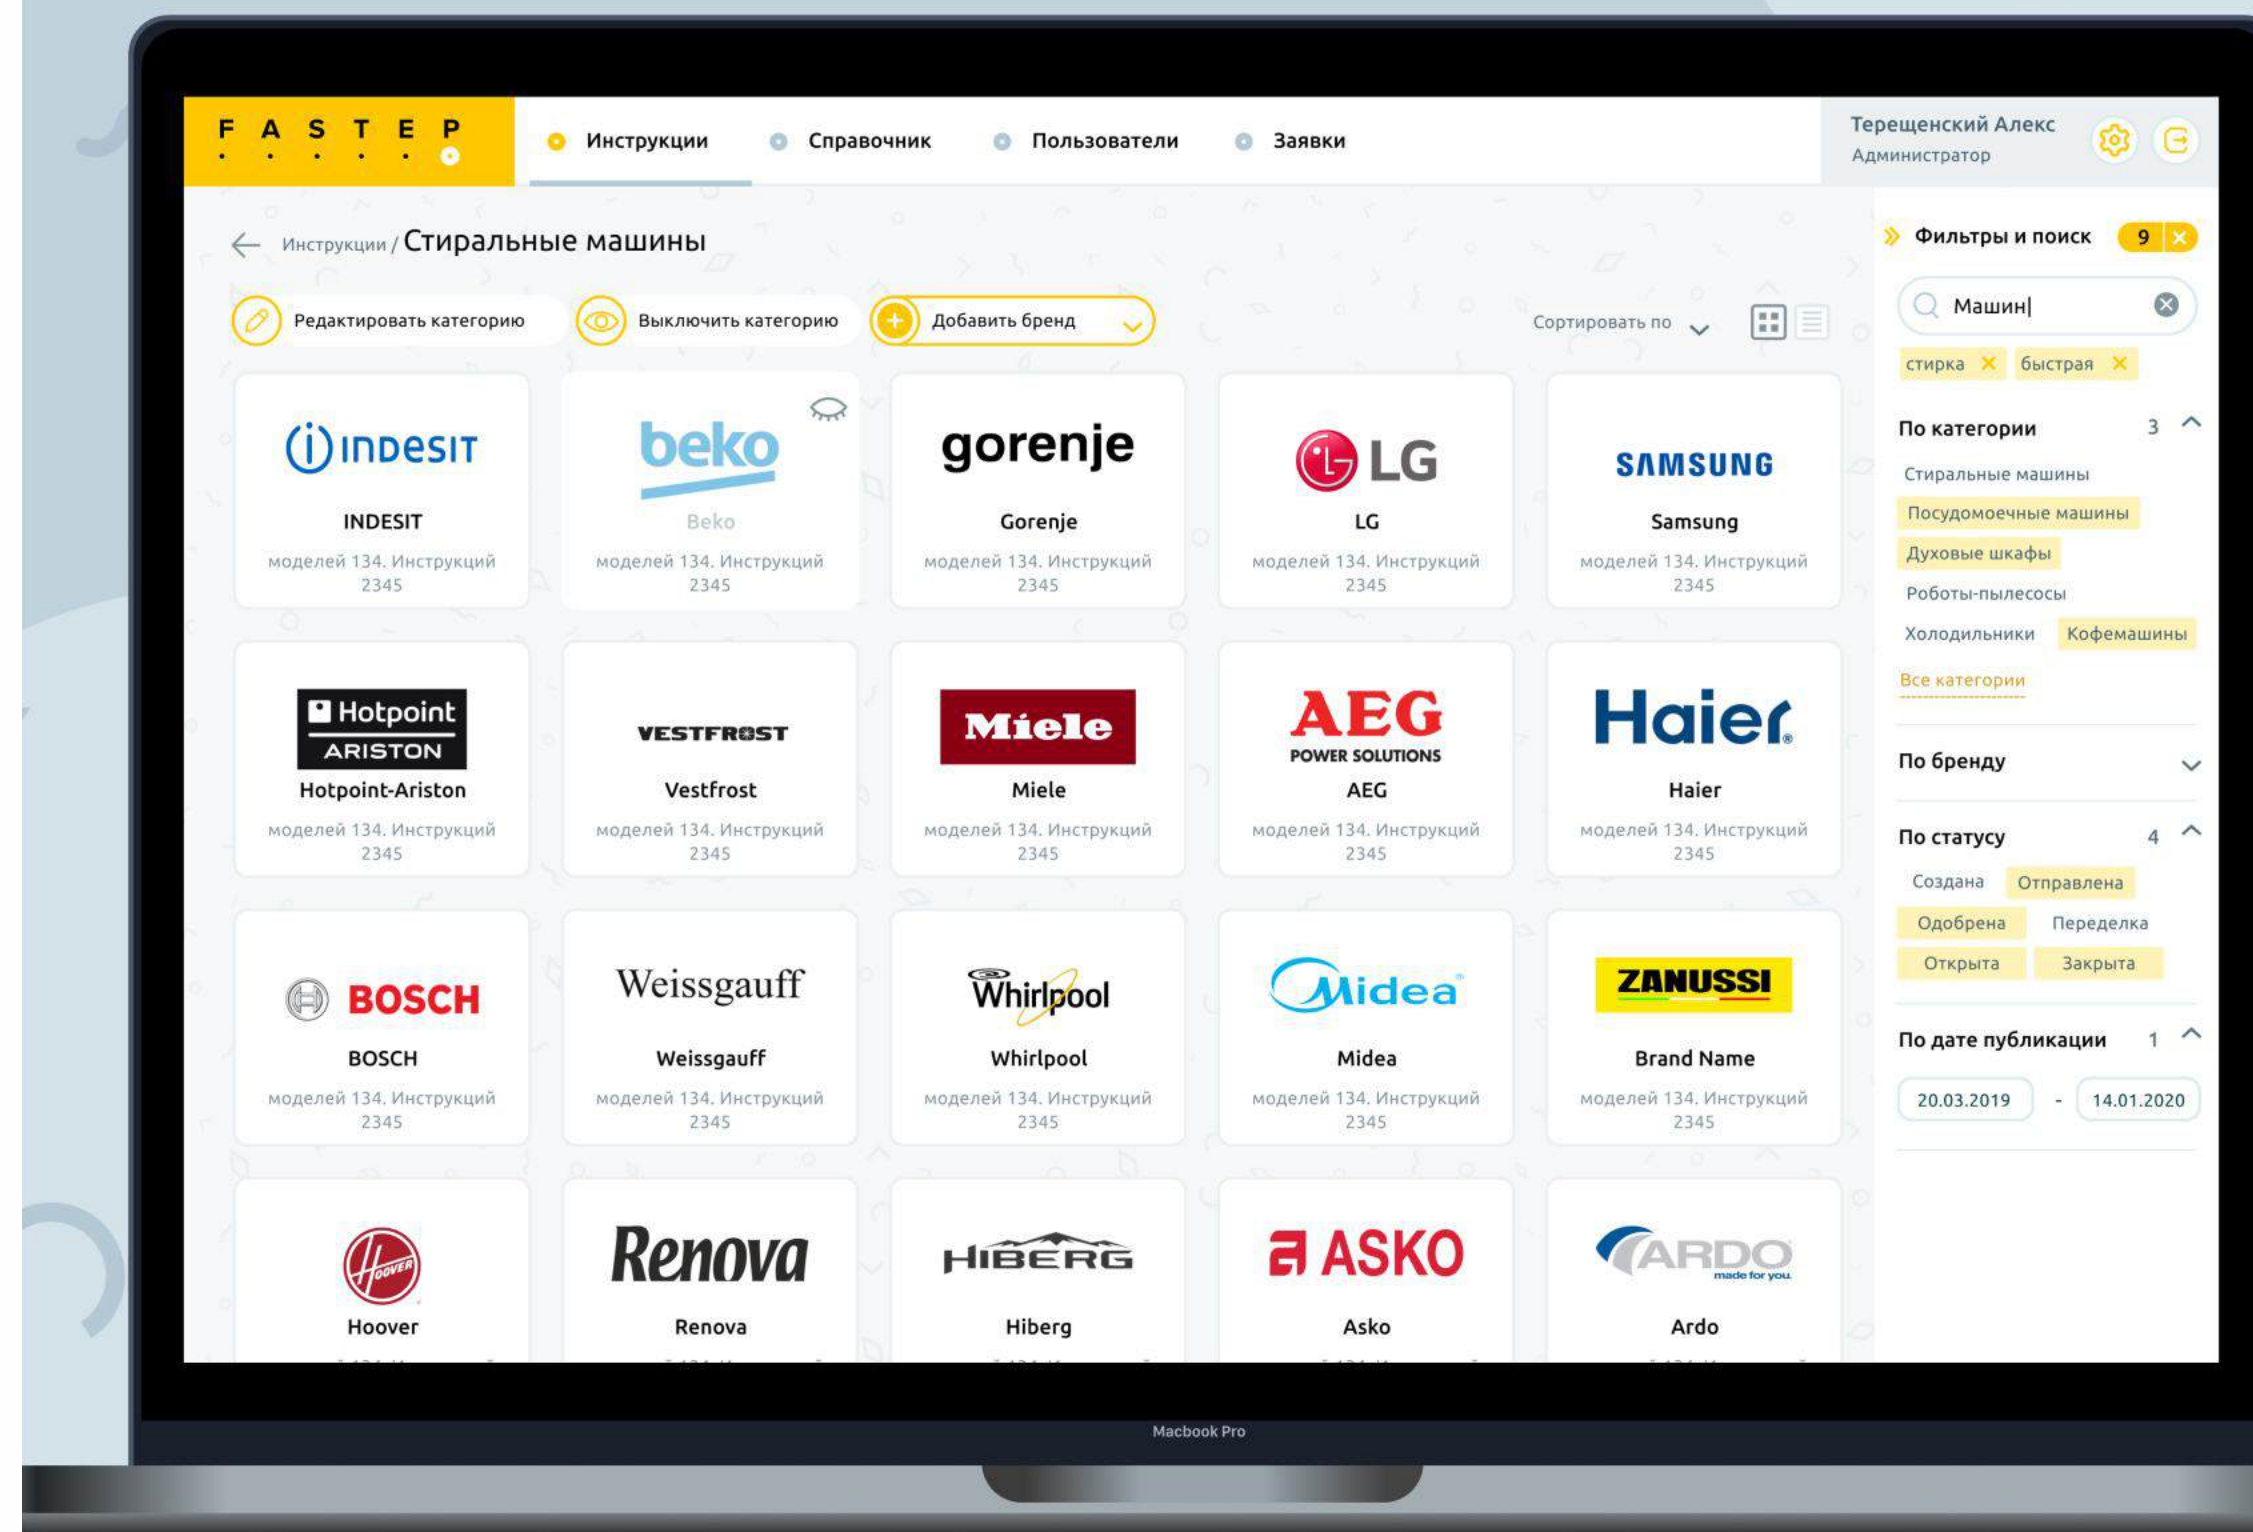 FASTEP
Инструкции
Справочник
Пользователи
Заявки
Терещенский Алекс
Администратор
Инструкции / Стиральные машины
Редактировать категорию
Выключить категорию
Добавить бренд
Сортировать по
INDESIT
beko
gorenje
LG
SAMSUNG
INDESIT
Beko
Gorenje
LG
Samsung
моделей 134. Инструкций
2345
моделей 134. Инструкций
2345
моделей 134. Инструкций
2345
моделей 134. Инструкций
2345
моделей 134. Инструкций
2345
Hotpoint
ARISTON
VESTFROST
Miele
AEG
POWER SOLUTIONS
Haier
Hotpoint-Ariston
Vestfrost
Miele
AEG
Haier
моделей 134. Инструкций
2345
моделей 134. Инструкций
2345
моделей 134. Инструкций
2345
моделей 134. Инструкций
2345
моделей 134. Инструкций
2345
BOSCH
Weissgauff
Whirlpool
Midea
ZANUSSI
BOSCH
Weissgauff
Whirlpool
Midea
Brand Name
моделей 134. Инструкций
2345
моделей 134. Инструкций
2345
моделей 134. Инструкций
2345
моделей 134. Инструкций
2345
моделей 134. Инструкций
2345
HOOVER
Renova
HIBERG
ASKO
ARDO
made for you.
Hoover
Renova
Hiberg
Asko
Ardo
Фильтры и поиск 9
Машин
стирка быстрая
По категории 3
Стиральные машины
Посудомоечные машины
Духовые шкафы
Роботы-пылесосы
Холодильники Кофемашины
Все категории
По бренду
По статусу 4
Создана Отправлена
Одобрена Переделка
Открыта Закрыта
По дате публикации 1
20.03.2019 - 14.01.2020
Macbook Pro